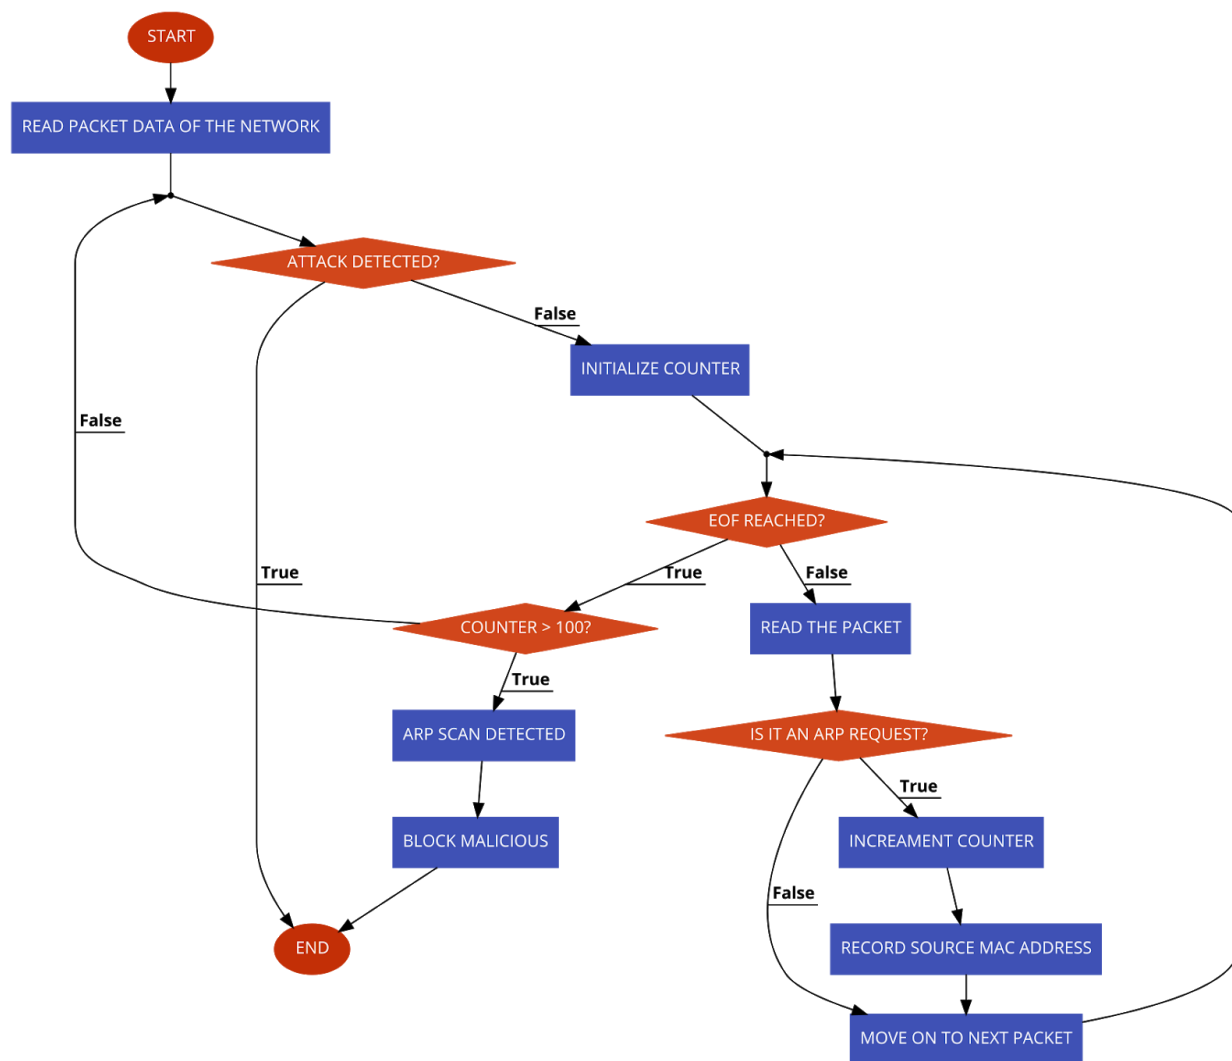 START
READ PACKET DATA OF THE NETWORK
ATTACK DETECTED?
False
INITIALIZE COUNTER
False
EOF REACHED?
True
True
False
COUNTER > 100?
READ THE PACKET
True
ARP SCAN DETECTED
IS IT AN ARP REQUEST?
True
BLOCK MALICIOUS
INCREAMENT COUNTER
False
END
RECORD SOURCE MAC ADDRESS
MOVE ON TO NEXT PACKET